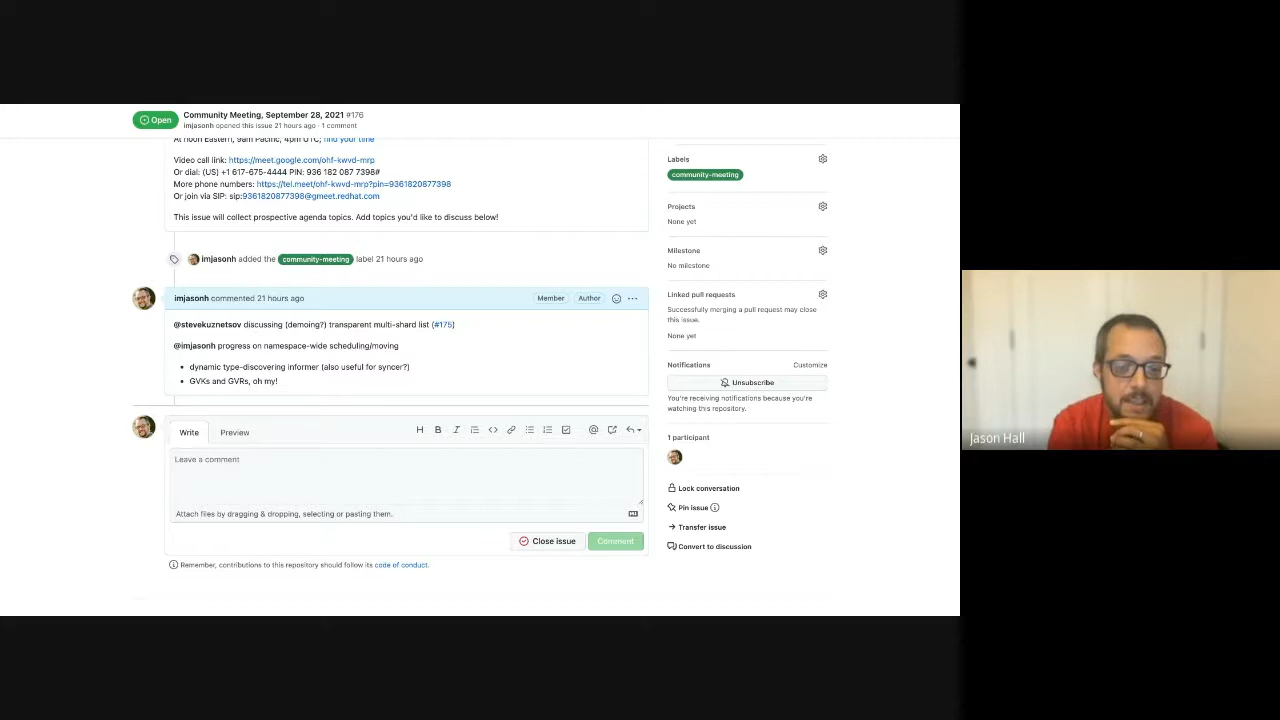 Open
Community Meeting, September 28, 2021 #176
imjasonh opened this issue 21 hours ago · 1 comment
At noon Eastern, 9am Pacific, 4pm UTC; find your time
Video call link: https://meet.google.com/ohf-kwvd-mrp
Or dial: (US) +1 617-675-4444 PIN: 936 182 087 7398#
More phone numbers: https://tel.meet/ohf-kwvd-mrp?pin=9361820877398
Or join via SIP: sip:9361820877398@gmeet.redhat.com
This issue will collect prospective agenda topics. Add topics you'd like to discuss below!
imjasonh added the community-meeting label 21 hours ago
imjasonh commented 21 hours ago
Member
Author
@stevekuznetsov discussing (demoing?) transparent multi-shard list (#175)
@imjasonh progress on namespace-wide scheduling/moving
• dynamic type-discovering informer (also useful for syncer?)
• GVKs and GVRs, oh my!
Write
Preview
Leave a comment
Attach files by dragging & dropping, selecting or pasting them.
Close issue
Comment
Remember, contributions to this repository should follow its code of conduct.
Labels
community-meeting
Projects
None yet
Milestone
No milestone
Linked pull requests
Successfully merging a pull request may close
this issue.
None yet
Notifications
Customize
Unsubscribe
You're receiving notifications because you're
watching this repository.
1 participant
Lock conversation
Pin issue
Transfer issue
Convert to discussion
Jason Hall